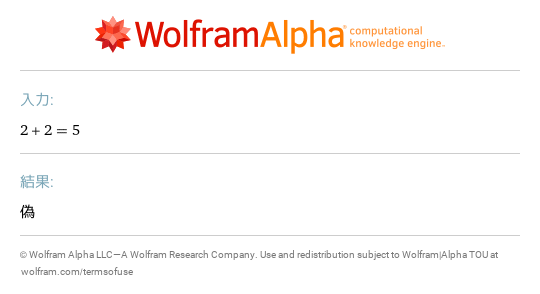 WolframAlpha computational
knowledge engine™
入力:
2 + 2 = 5
結果:
偽
© Wolfram Alpha LLC—A Wolfram Research Company. Use and redistribution subject to Wolfram|Alpha TOU at
wolfram.com/termsofuse